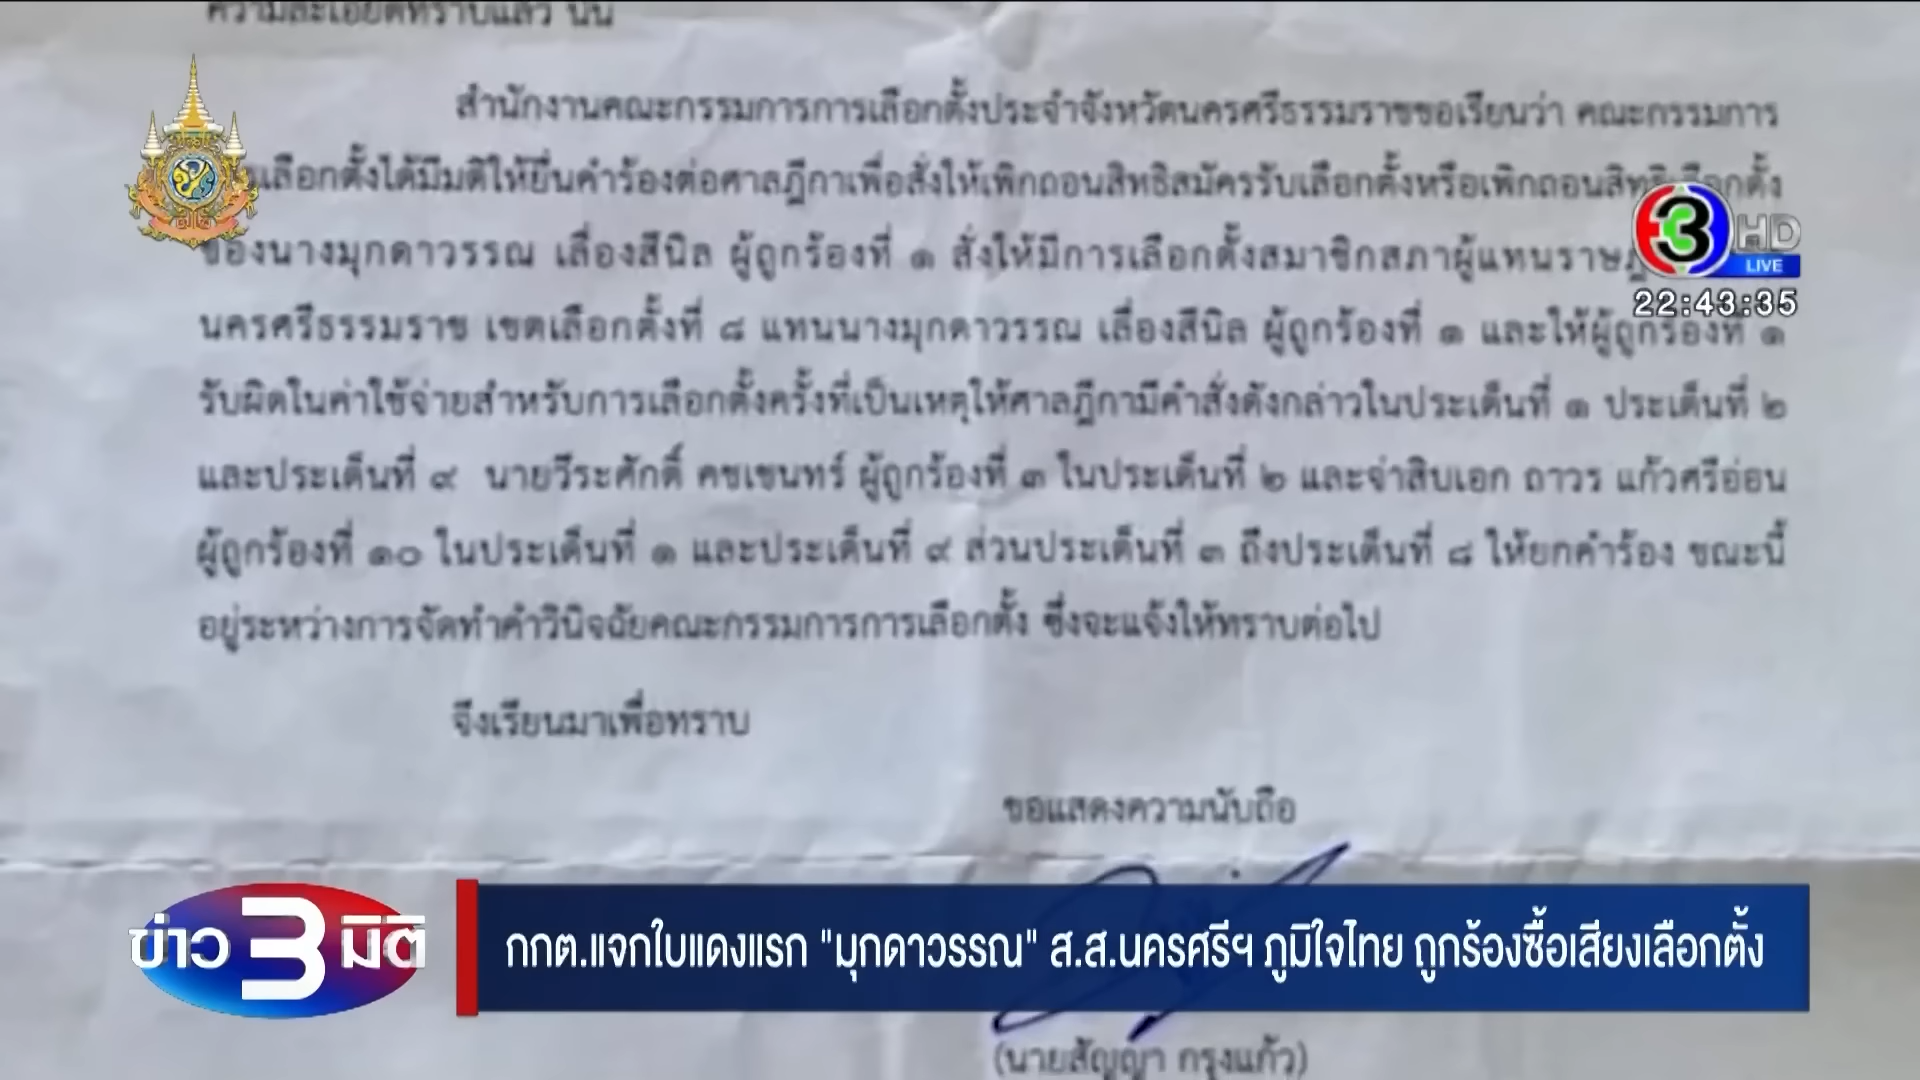 ความละเอียดทราบแล้ว นั้น
สำนักงานคณะกรรมการการเลือกตั้งประจำจังหวัดนครศรีธรรมราชขอเรียนว่า คณะกรรมการ
เลือกตั้งได้มีมติให้ยื่นคำร้องต่อศาลฎีกาเพื่อสั่งให้เพิกถอนสิทธิสมัครรับเลือกตั้งหรือเพิกถอนสิทธิเลือกตั้ง
ของนางมุกดาวรรณ เลื่องสีนิล ผู้ถูกร้องที่ ๑ สั่งให้มีการเลือกตั้งสมาชิกสภาผู้แทนราษฎ
3 HD
LIVE
22:43:35
นครศรีธรรมราช เขตเลือกตั้งที่ ๘ แทนนางมุกดาวรรณ เลื่องสีนิล ผู้ถูกร้องที่ ๑ และให้ผู้ถูกร้องที่ ๑
รับผิดในค่าใช้จ่ายสำหรับการเลือกตั้งครั้งที่เป็นเหตุให้ศาลฎีกามีคำสั่งดังกล่าวในประเด็นที่ ๑ ประเด็นที่ ๒
และประเด็นที่ ๙ นายวีระศักดิ์ คชเชนทร์ ผู้ถูกร้องที่ ๓ ในประเด็นที่ ๒ และจ่าสิบเอก ถาวร แก้วศรีอ่อน
ผู้ถูกร้องที่ ๑๐ ในประเด็นที่ ๑ และประเด็นที่ ๙ ส่วนประเด็นที่ ๓ ถึงประเด็นที่ ๘ ให้ยกคำร้อง ขณะนี้
อยู่ระหว่างการจัดทำคำวินิจฉัยคณะกรรมการการเลือกตั้ง ซึ่งจะแจ้งให้ทราบต่อไป
จึงเรียนมาเพื่อทราบ
ขอแสดงความนับถือ
ข่าว 3 มิติ
กกต.แจกใบแดงแรก "มุกดาวรรณ" ส.ส.นครศรีฯ ภูมิใจไทย ถูกร้องซื้อเสียงเลือกตั้ง
(นายสัญญา กรุงแก้ว)